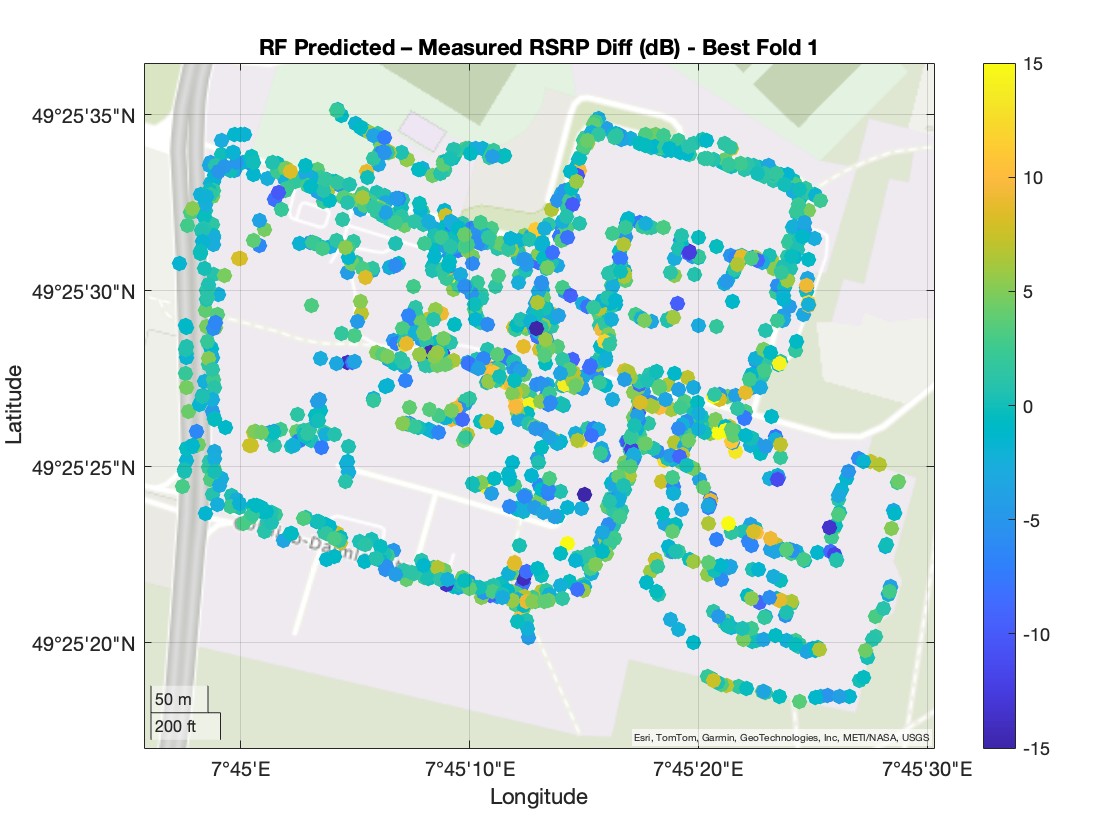 RF Predicted – Measured RSRP Diff (dB) - Best Fold 1
49°25'35"N
49°25'30"N
49°25'25"N
49°25'20"N
Latitude
50 m
200 ft
Esri, TomTom, Garmin, GeoTechnologies, Inc, METI/NASA, USGS
7°45'E
7°45'10"E
7°45'20"E
7°45'30"E
Longitude
15
10
5
0
-5
-10
-15